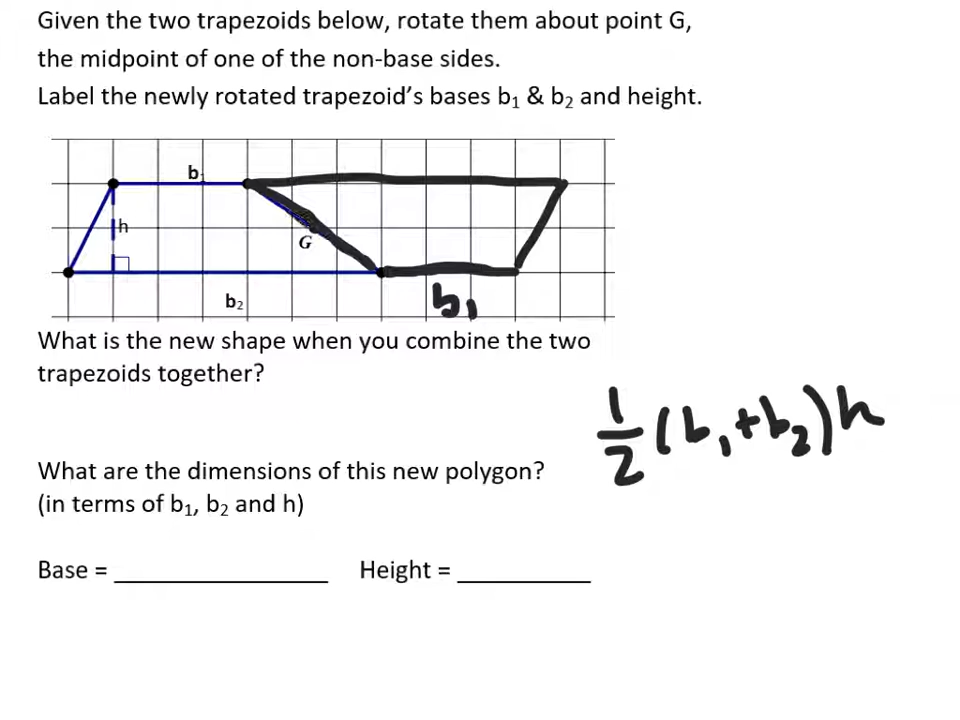 Given the two trapezoids below, rotate them about point G,
the midpoint of one of the non-base sides.
Label the newly rotated trapezoid's bases b₁ & b₂ and height.
b₁
h
G
b₂
b₁
What is the new shape when you combine the two
trapezoids together?
½(b₁+b₂)h
What are the dimensions of this new polygon?
(in terms of b₁, b₂ and h)
Base = ____________ Height = ________